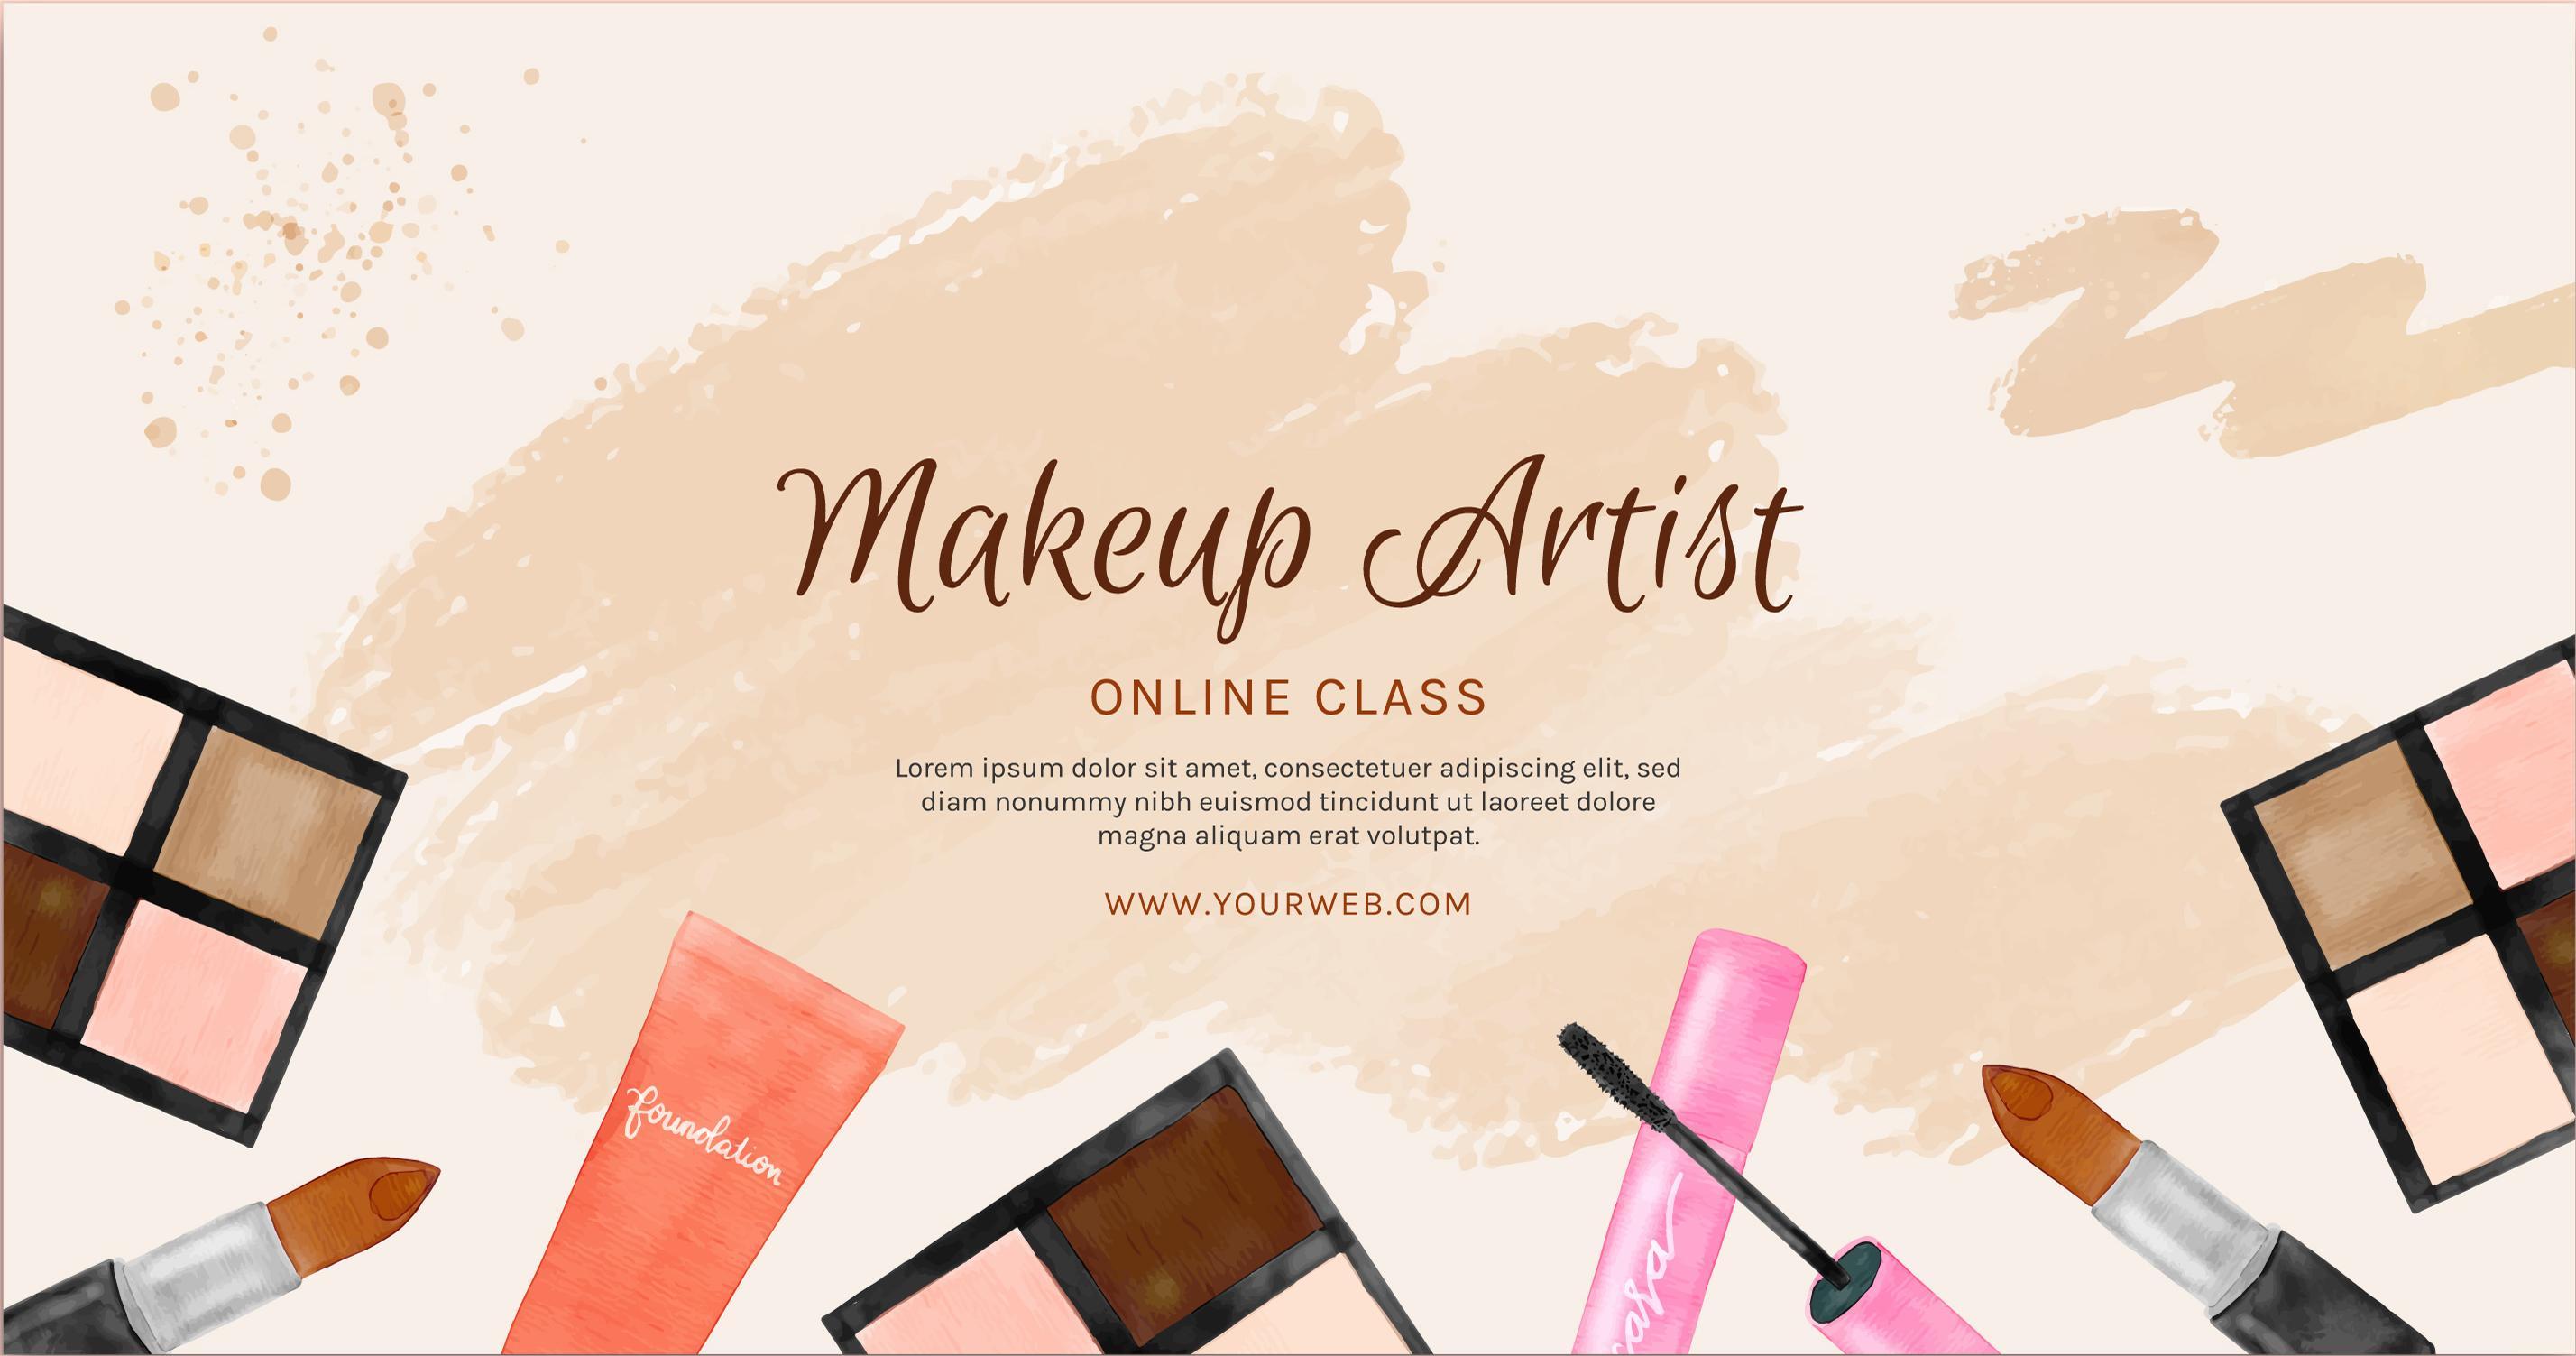 Makeup Artist
ONLINE CLASS
Lorem ipsum dolor sit amet, consectetuer adipiscing elit, sed
diam nonummy nibh euismod tincidunt ut laoreet dolore
magna aliquam erat volutpat.
WWW.YOURWEB.COM
foundation